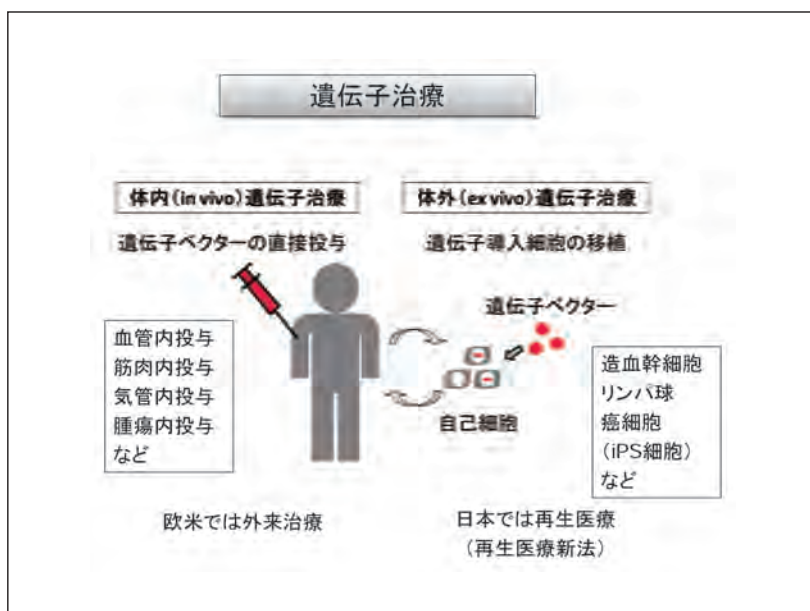 遺伝子治療
体内(in vivo)遺伝子治療
遺伝子ベクターの直接投与
血管内投与
筋肉内投与
気管内投与
腫瘍内投与
など
欧米では外来治療
体外(ex vivo)遺伝子治療
遺伝子導入細胞の移植
遺伝子ベクター
自己細胞
造血幹細胞
リンパ球
癌細胞
(iPS細胞)
など
日本では再生医療
(再生医療新法)